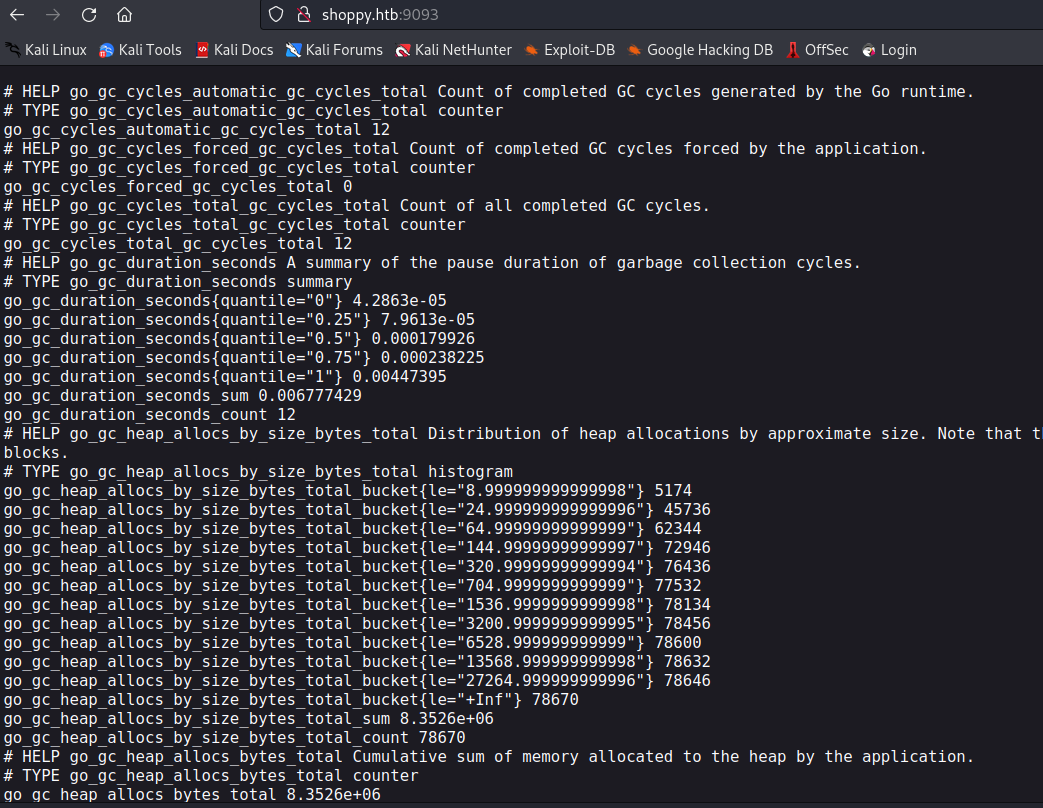 shoppy.htb:9093
Kali Linux Kali Tools Kali Docs Kali Forums Kali NetHunter Exploit-DB Google Hacking DB OffSec Login
# HELP go_gc_cycles_automatic_gc_cycles_total Count of completed GC cycles generated by the Go runtime.
# TYPE go_gc_cycles_automatic_gc_cycles_total counter
go_gc_cycles_automatic_gc_cycles_total 12
# HELP go_gc_cycles_forced_gc_cycles_total Count of completed GC cycles forced by the application.
# TYPE go_gc_cycles_forced_gc_cycles_total counter
go_gc_cycles_forced_gc_cycles_total 0
# HELP go_gc_cycles_total_gc_cycles_total Count of all completed GC cycles.
# TYPE go_gc_cycles_total_gc_cycles_total counter
go_gc_cycles_total_gc_cycles_total 12
# HELP go_gc_duration_seconds A summary of the pause duration of garbage collection cycles.
# TYPE go_gc_duration_seconds summary
go_gc_duration_seconds{quantile="0"} 4.2863e-05
go_gc_duration_seconds{quantile="0.25"} 7.9613e-05
go_gc_duration_seconds{quantile="0.5"} 0.000179926
go_gc_duration_seconds{quantile="0.75"} 0.000238225
go_gc_duration_seconds{quantile="1"} 0.00447395
go_gc_duration_seconds_sum 0.006777429
go_gc_duration_seconds_count 12
# HELP go_gc_heap_allocs_by_size_bytes_total Distribution of heap allocations by approximate size. Note that
blocks.
# TYPE go_gc_heap_allocs_by_size_bytes_total histogram
go_gc_heap_allocs_by_size_bytes_total_bucket{le="8.999999999999998"} 5174
go_gc_heap_allocs_by_size_bytes_total_bucket{le="24.999999999999996"} 45736
go_gc_heap_allocs_by_size_bytes_total_bucket{le="64.99999999999999"} 62344
go_gc_heap_allocs_by_size_bytes_total_bucket{le="144.99999999999997"} 72946
go_gc_heap_allocs_by_size_bytes_total_bucket{le="320.99999999999994"} 76436
go_gc_heap_allocs_by_size_bytes_total_bucket{le="704.9999999999999"} 77532
go_gc_heap_allocs_by_size_bytes_total_bucket{le="1536.9999999999998"} 78134
go_gc_heap_allocs_by_size_bytes_total_bucket{le="3200.9999999999995"} 78456
go_gc_heap_allocs_by_size_bytes_total_bucket{le="6528.999999999999"} 78600
go_gc_heap_allocs_by_size_bytes_total_bucket{le="13568.999999999998"} 78632
go_gc_heap_allocs_by_size_bytes_total_bucket{le="27264.999999999996"} 78646
go_gc_heap_allocs_by_size_bytes_total_bucket{le="+Inf"} 78670
go_gc_heap_allocs_by_size_bytes_total_sum 8.3526e+06
go_gc_heap_allocs_by_size_bytes_total_count 78670
# HELP go_gc_heap_allocs_bytes_total Cumulative sum of memory allocated to the heap by the application.
# TYPE go_gc_heap_allocs_bytes_total counter
go_gc_heap_allocs_bytes_total 8.3526e+06